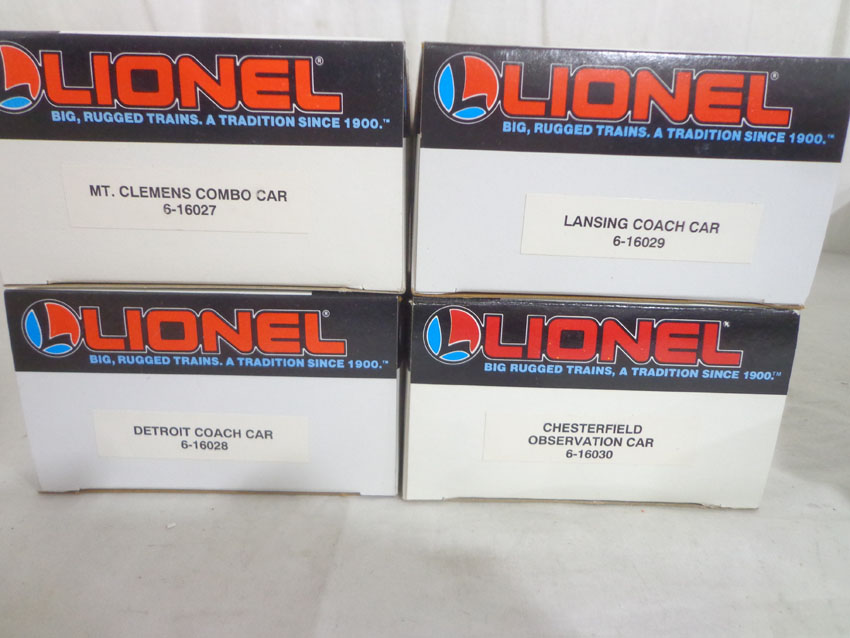 LIONEL®
BIG, RUGGED TRAINS. A TRADITION SINCE 1900.™
MT. CLEMENS COMBO CAR
6-16027
LIONEL®
BIG, RUGGED TRAINS. A TRADITION SINCE 1900.™
LANSING COACH CAR
6-16029
LIONEL®
BIG, RUGGED TRAINS. A TRADITION SINCE 1900.™
DETROIT COACH CAR
6-16028
LIONEL®
BIG RUGGED TRAINS, A TRADITION SINCE 1900.™
CHESTERFIELD
OBSERVATION CAR
6-16030